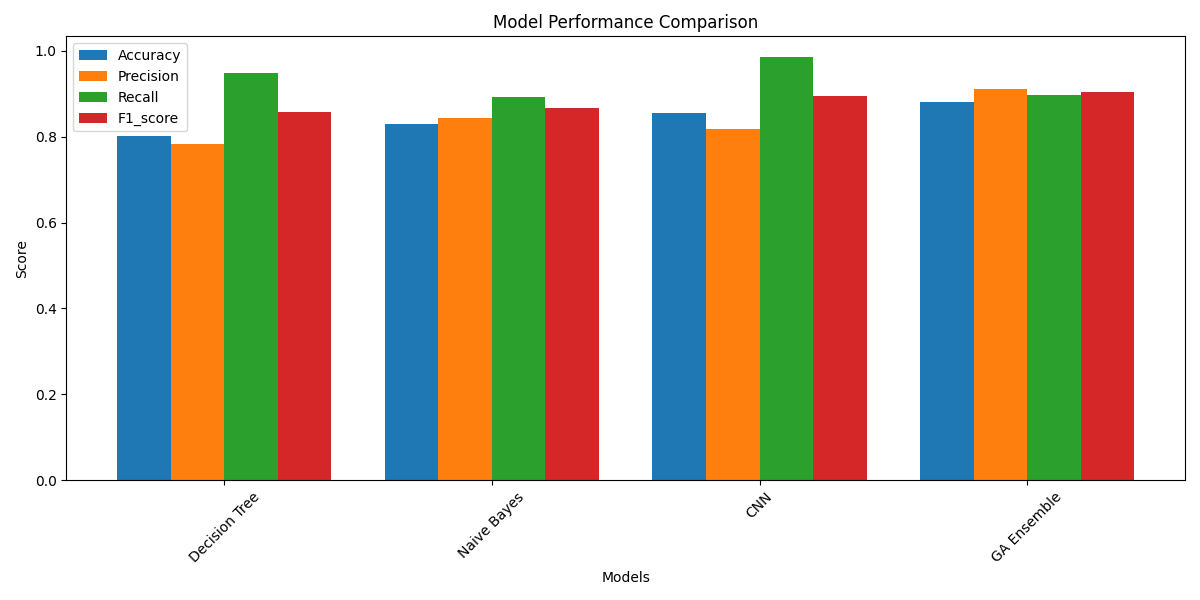 Model Performance Comparison
Accuracy
Precision
Recall
F1_score
1.0
0.8
0.6
0.4
0.2
0.0
Score
Decision Tree
Naive Bayes
CNN
GA Ensemble
Models